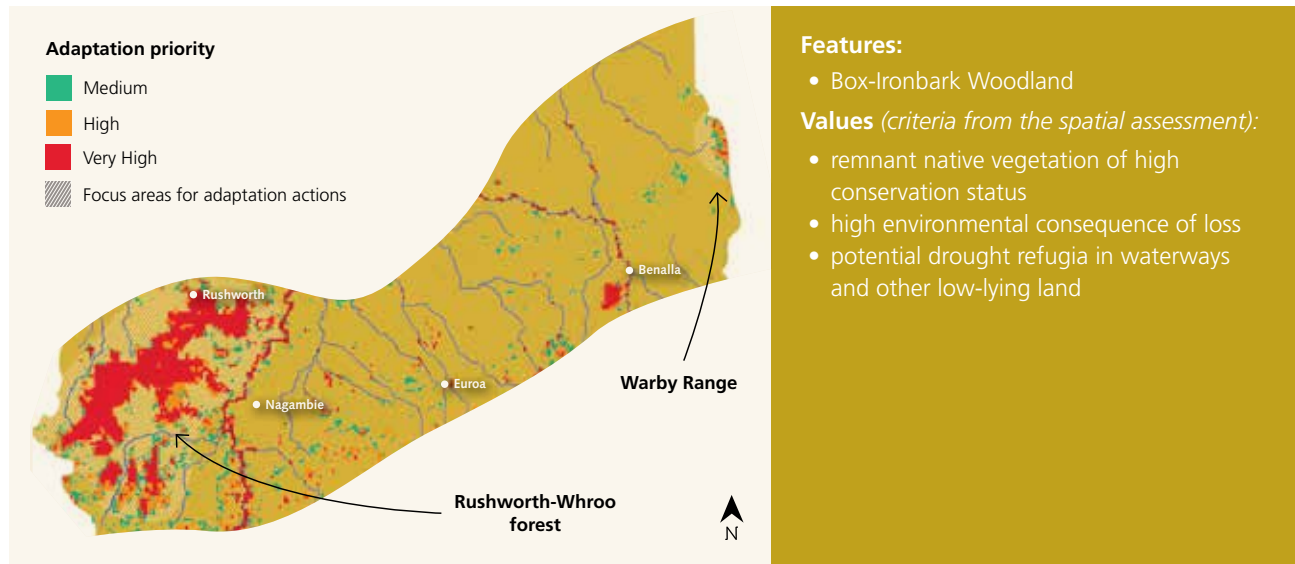 Adaptation priority
Medium
High
Very High
Focus areas for adaptation actions
Rushworth
Benalla
Euroa
Nagambie
Warby Range
Rushworth-Whroo
forest
N
Features:
• Box-Ironbark Woodland
Values (criteria from the spatial assessment):
• remnant native vegetation of high
conservation status
• high environmental consequence of loss
• potential drought refugia in waterways
and other low-lying land